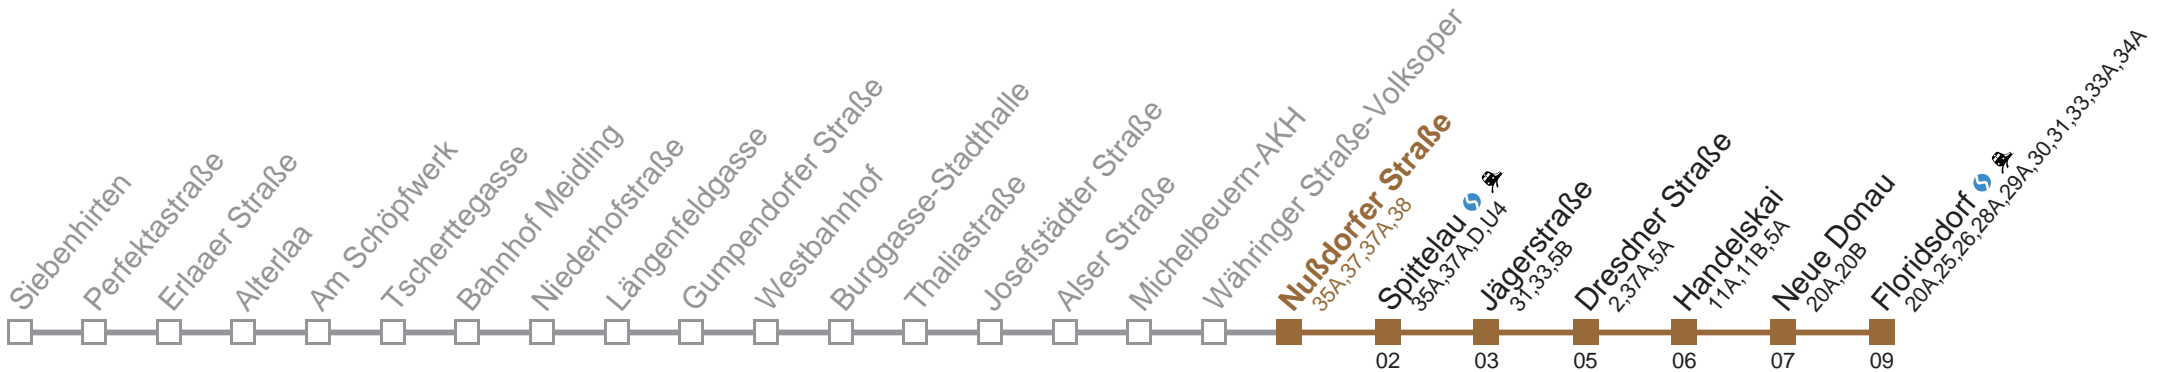 Siebenhirten
Perfektastraße
Erlaaer Straße
Alterlaa
Am Schöpfwerk
Tscherttegasse
Bahnhof Meidling
Niederhofstraße
Längenfeldgasse
Gumpendorfer Straße
Westbahnhof
Burggasse-Stadthalle
Thaliastraße
Josefstädter Straße
Alser Straße
Michelbeuern-AKH
Währinger Straße-Volksoper
Nußdorfer Straße
35A,37,37A,38
Spittelau
35A,37A,D,U4
Jägerstraße
31,33,5B
Dresdner Straße
2,37A,5A
Handelskai
11A,11B,5A
Neue Donau
20A,20B
Floridsdorf
20A,25,26,28A,29A,30,31,33,33A,34A
02
03
05
06
07
09